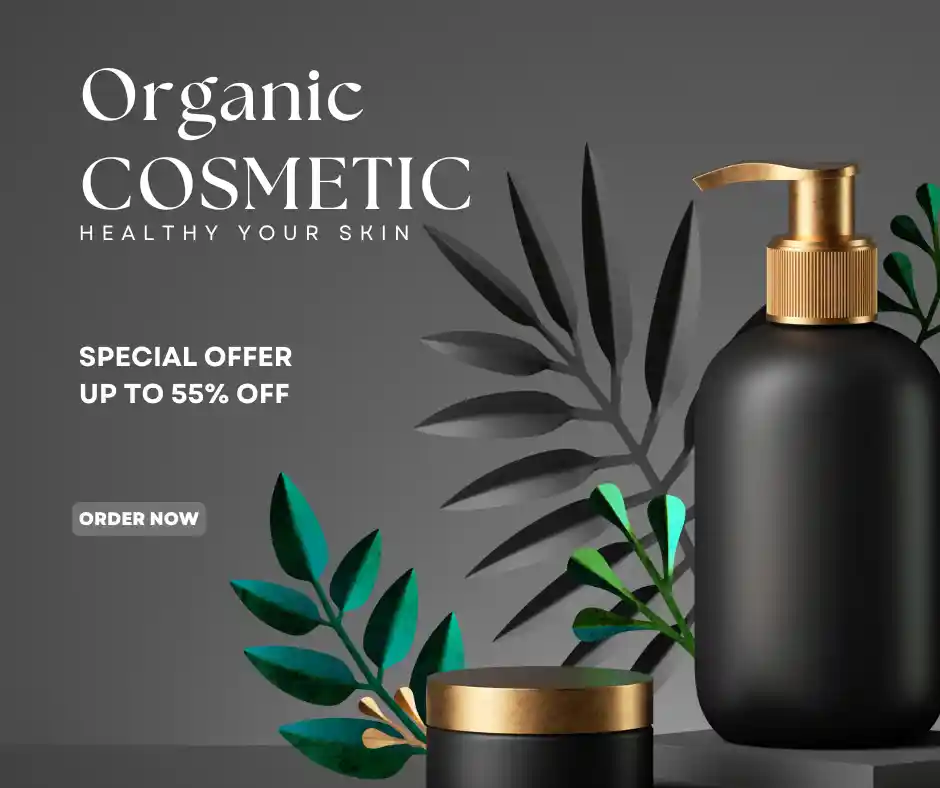 Organic
COSMETIC
HEALTHY YOUR SKIN
SPECIAL OFFER
UP TO 55% OFF
ORDER NOW